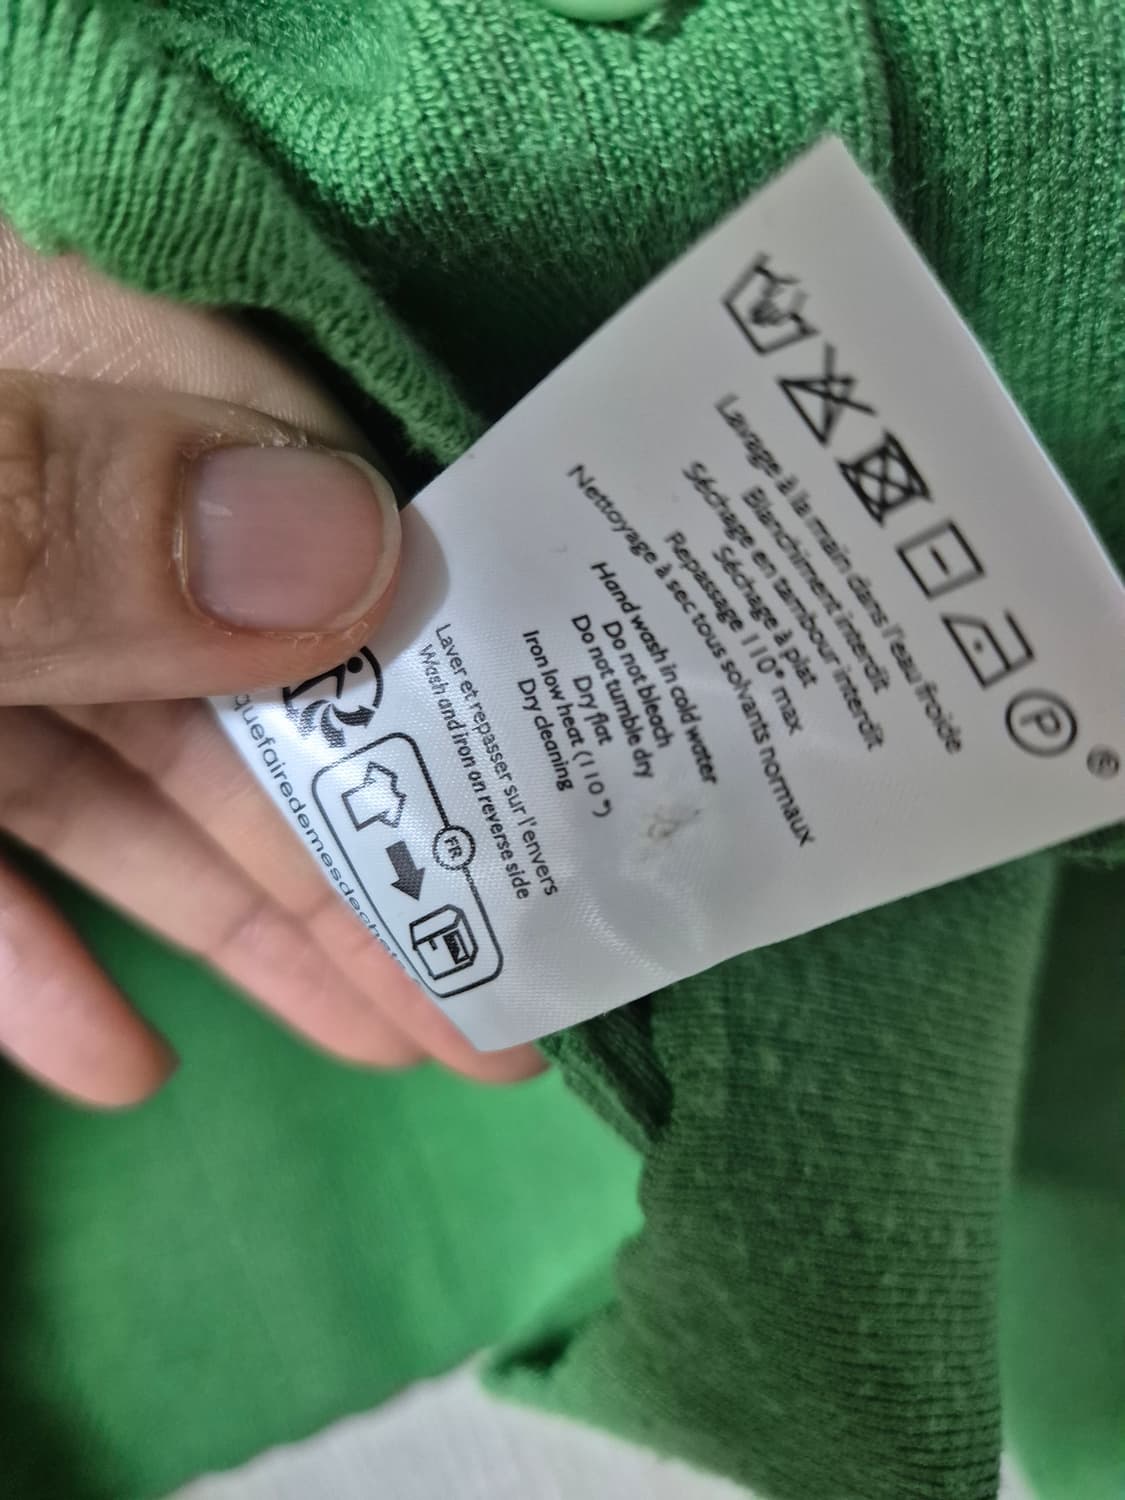 P
Lavage à la main dans l'eau froide
Blanchiment interdit
Séchage en tambour interdit
Séchage à plat
Repassage 110° max
Nettoyage à sec tous solvants normaux
Hand wash in cold water
Do not bleach
Do not tumble dry
Dry flat
Iron low heat (110°)
Dry cleaning
Laver et repasser sur l'envers
Wash and iron on reverse side
FR
quefairedemesdechets